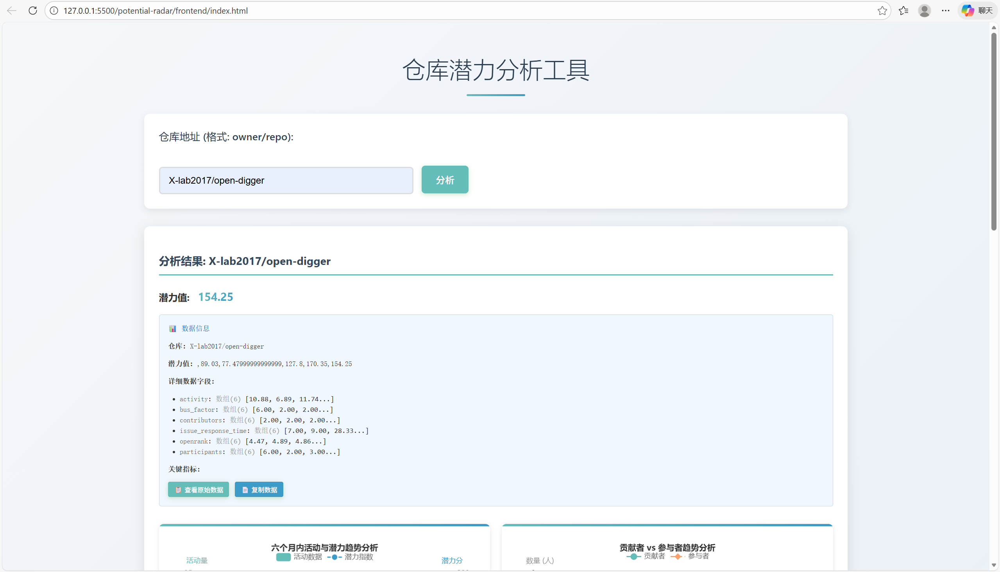 127.0.0.1:5500/potential-radar/frontend/index.html
聊天
仓库潜力分析工具
仓库地址 (格式: owner/repo):
X-lab2017/open-digger
分析
分析结果: X-lab2017/open-digger
潜力值: 154.25
数据信息
仓库: X-lab2017/open-digger
潜力值: ,89.03,77.47999999999999,127.8,170.35,154.25
详细数据字段:
• activity: 数组(6) [10.88, 6.89, 11.74...]
• bus_factor: 数组(6) [6.00, 2.00, 2.00...]
• contributors: 数组(6) [2.00, 2.00, 2.00...]
• issue_response_time: 数组(6) [7.00, 9.00, 28.33...]
• openrank: 数组(6) [4.47, 4.89, 4.86...]
• participants: 数组(6) [6.00, 2.00, 3.00...]
关键指标:
查看原始数据
复制数据
六个月内活动与潜力趋势分析
活动数据 潜力指数
活动量
潜力分
贡献者 vs 参与者趋势分析
贡献者 参与者
数量 (人)